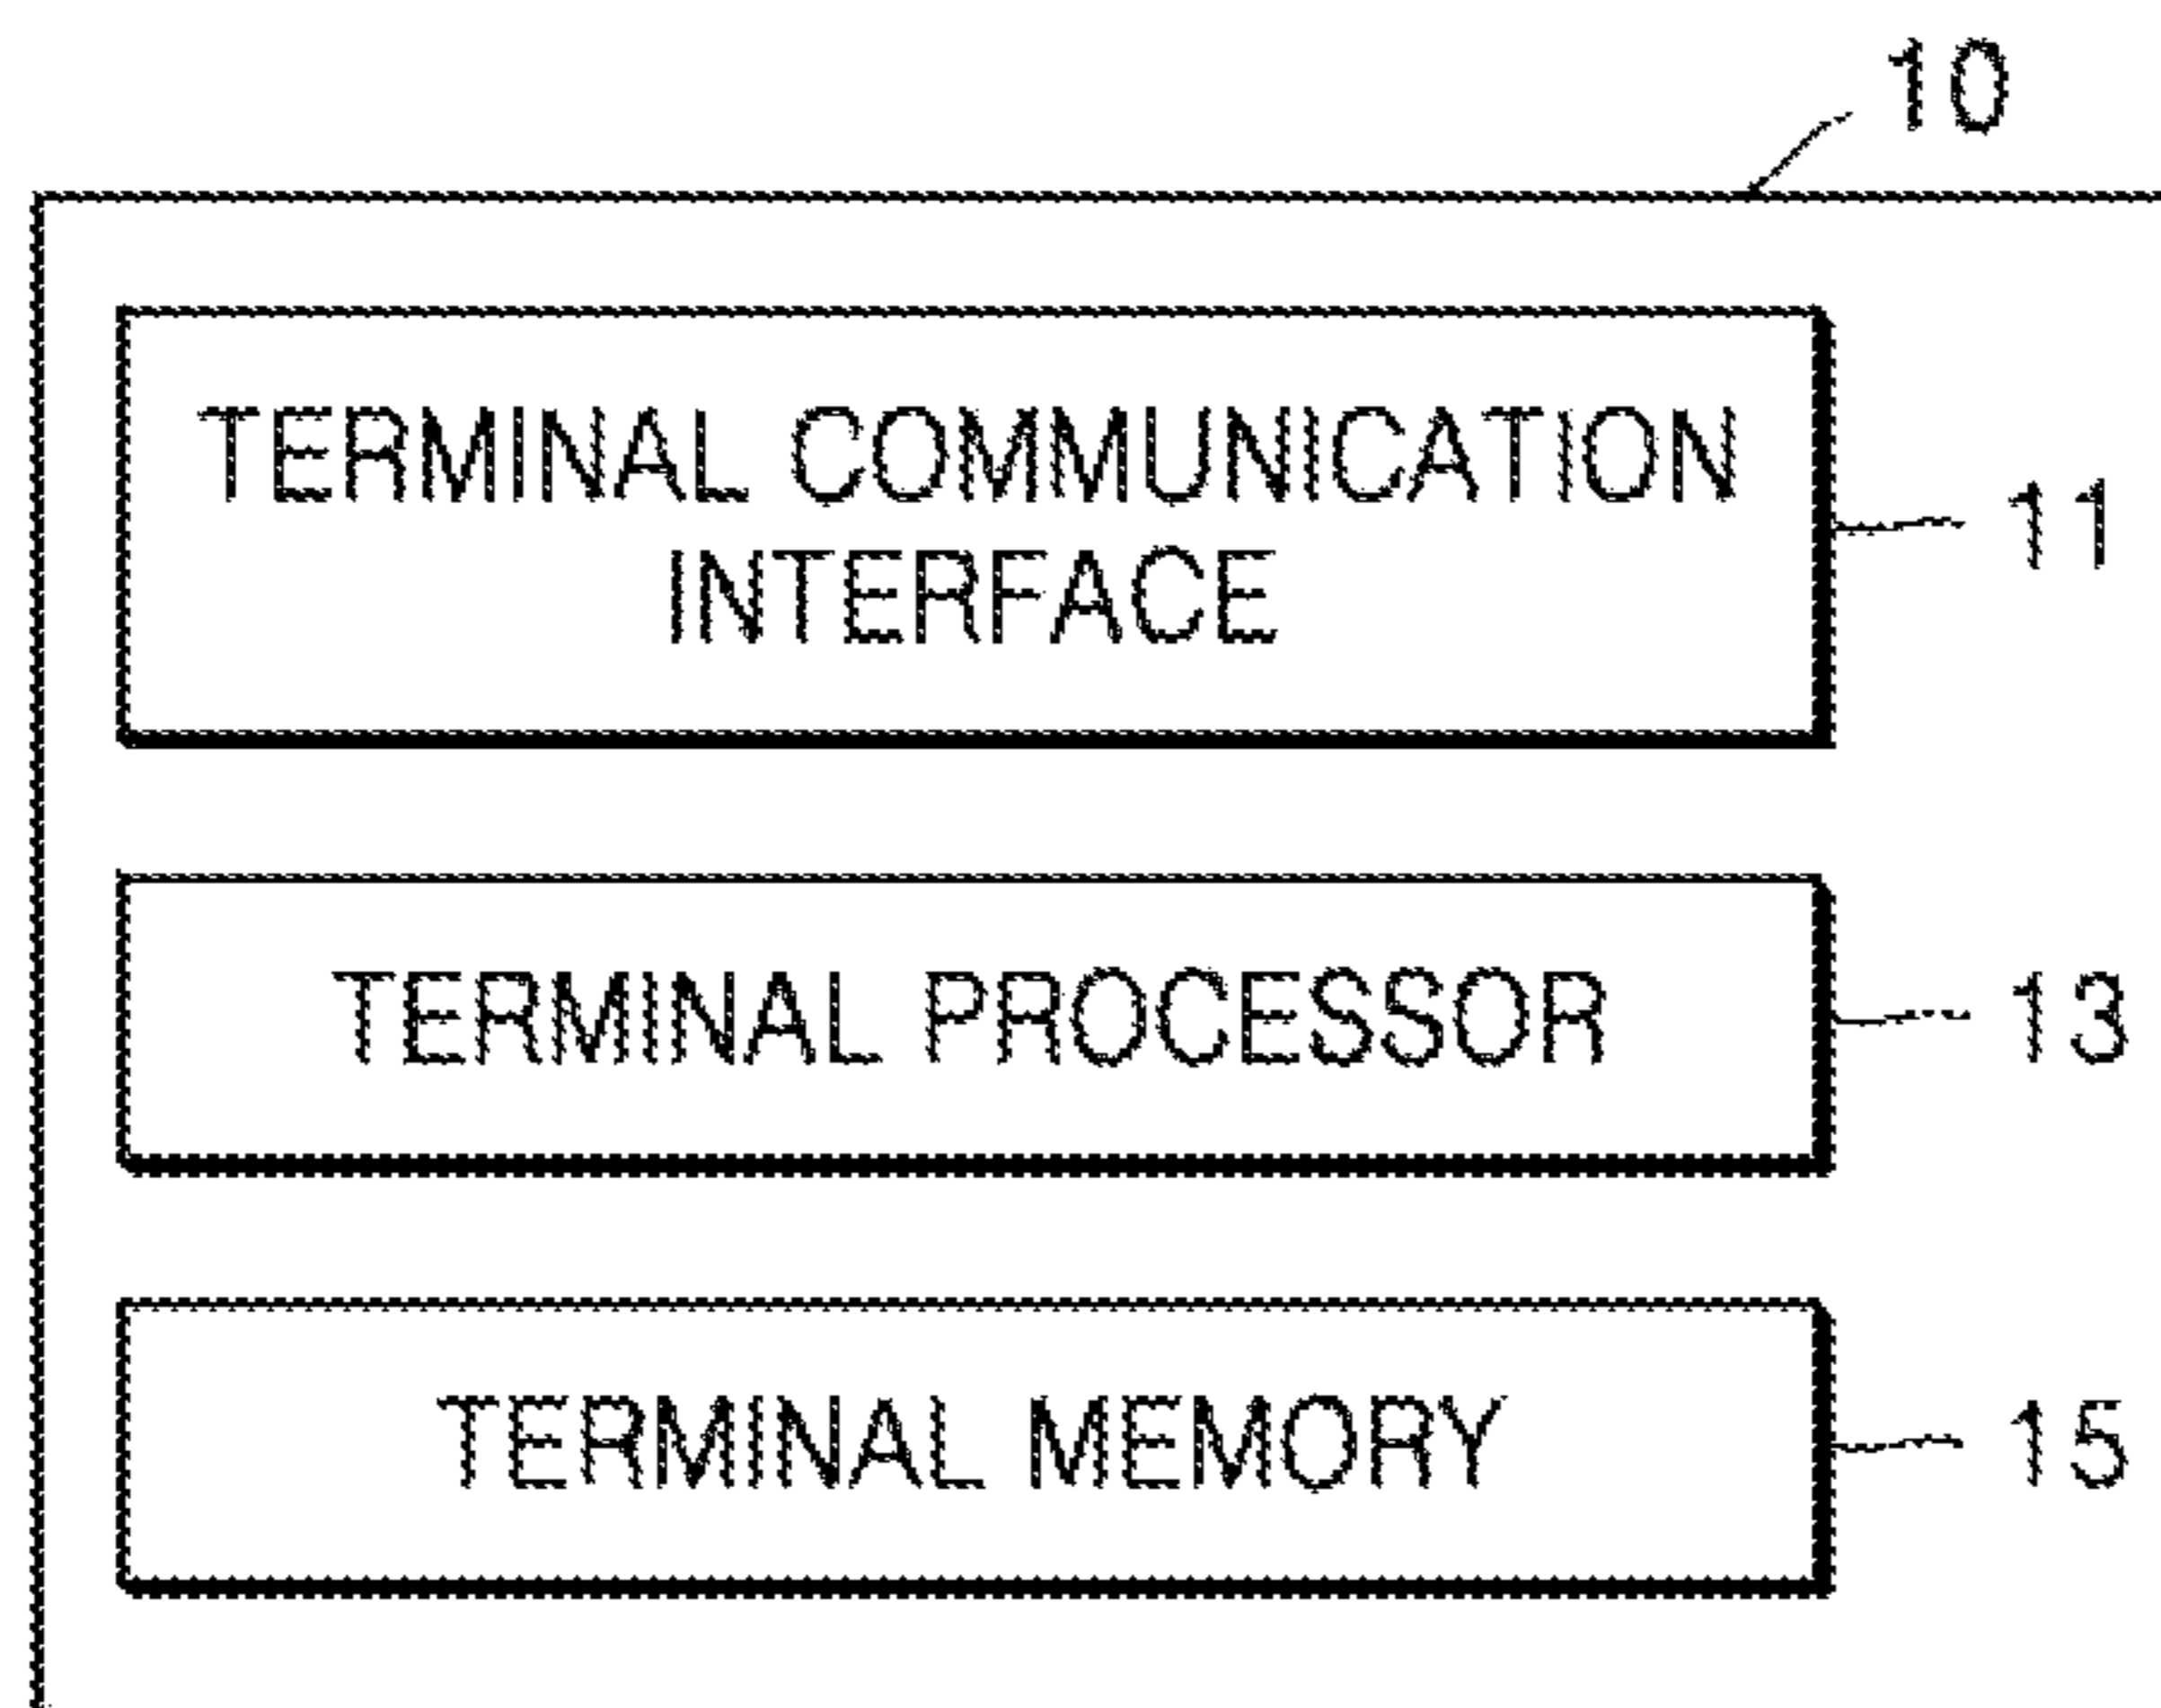 10
TERMINAL COMMUNICATION
INTERFACE
11
TERMINAL PROCESSOR
13
TERMINAL MEMORY
15